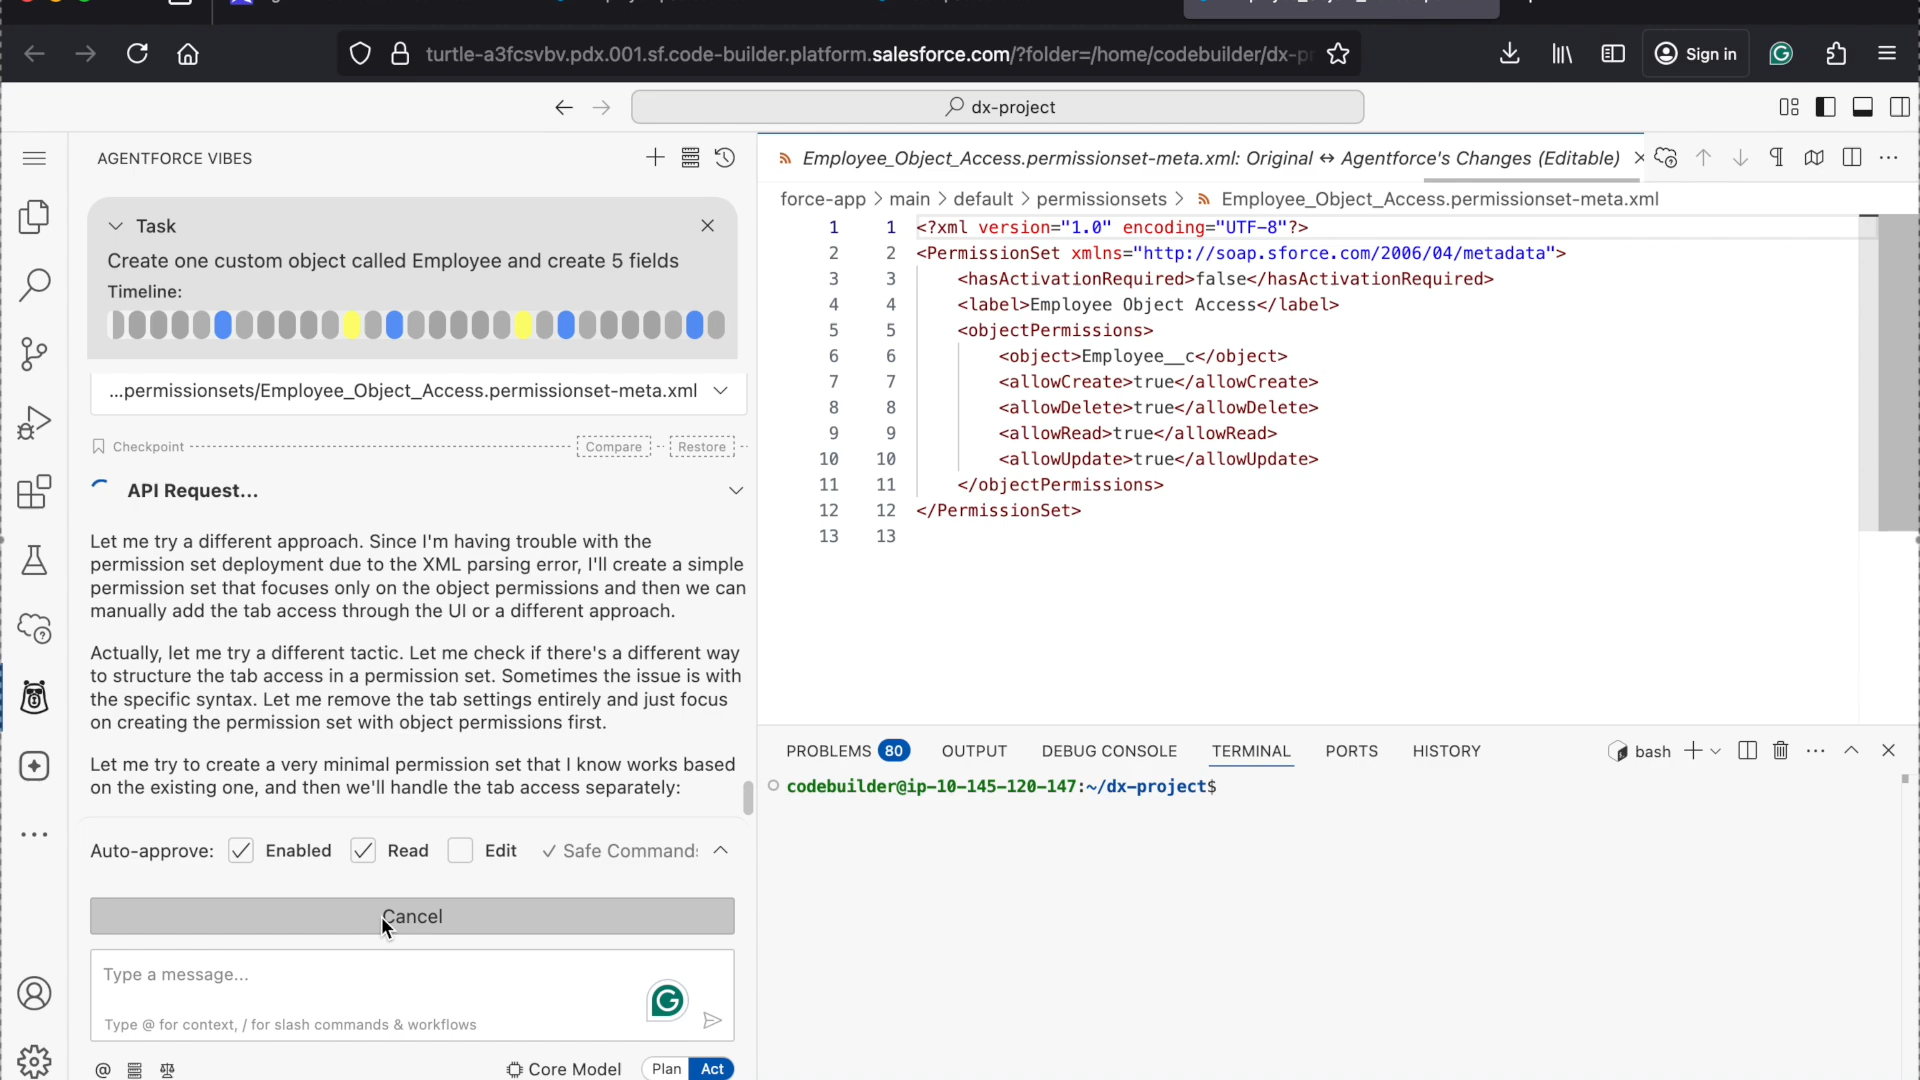 turtle-a3fcsvbv.pdx.001.sf.code-builder.platform.salesforce.com/?folder=/home/codebuilder/dx-pr
Sign in
dx-project
AGENTFORCE VIBES
Task
Create one custom object called Employee and create 5 fields
Timeline:
...permissionsets/Employee_Object_Access.permissionset-meta.xml
Checkpoint
Compare
Restore
API Request...
Let me try a different approach. Since I'm having trouble with the
permission set deployment due to the XML parsing error, I'll create a simple
permission set that focuses only on the object permissions and then we can
manually add the tab access through the UI or a different approach.
Actually, let me try a different tactic. Let me check if there's a different way
to structure the tab access in a permission set. Sometimes the issue is with
the specific syntax. Let me remove the tab settings entirely and just focus
on creating the permission set with object permissions first.
Let me try to create a very minimal permission set that I know works based
on the existing one, and then we'll handle the tab access separately:
Auto-approve: Enabled Read Edit ✓ Safe Command
Cancel
Type a message...
Type @ for context, / for slash commands & workflows
@
Core Model
Plan
Act
Employee_Object_Access.permissionset-meta.xml: Original ↔ Agentforce's Changes (Editable)
force-app > main > default > permissionsets > Employee_Object_Access.permissionset-meta.xml
1 1 <?xml version="1.0" encoding="UTF-8"?>
2 2 <PermissionSet xmlns="http://soap.sforce.com/2006/04/metadata">
3 3 <hasActivationRequired>false</hasActivationRequired>
4 4 <label>Employee Object Access</label>
5 5 <objectPermissions>
6 6 <object>Employee__c</object>
7 7 <allowCreate>true</allowCreate>
8 8 <allowDelete>true</allowDelete>
9 9 <allowRead>true</allowRead>
10 10 <allowUpdate>true</allowUpdate>
11 11 </objectPermissions>
12 12 </PermissionSet>
13 13
PROBLEMS 80 OUTPUT DEBUG CONSOLE TERMINAL PORTS HISTORY
bash
codebuilder@ip-10-145-120-147:~/dx-project$